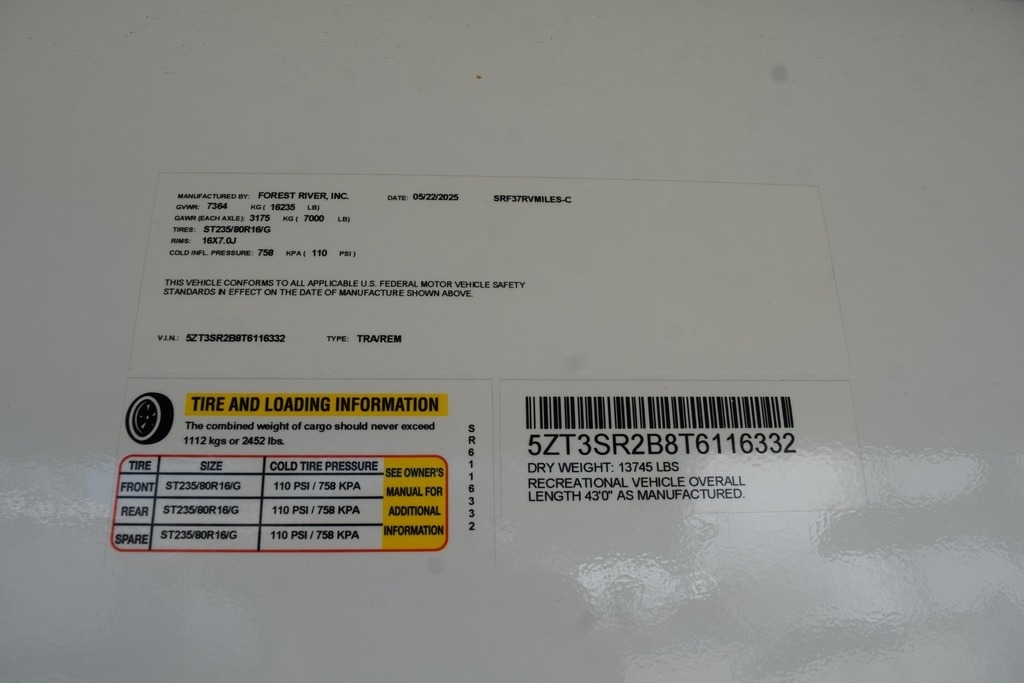 MANUFACTURED BY: FOREST RIVER, INC. DATE: 05/22/2025 SRF37RVMILES-C
GVWR: 7364 KG ( 16235 LB)
GAWR (EACH AXLE): 3175 KG ( 7000 LB)
TIRES: ST235/80R16/G
RIMS: 16X7.0J
COLD INFL. PRESSURE: 758 KPA ( 110 PSI )
THIS VEHICLE CONFORMS TO ALL APPLICABLE U.S. FEDERAL MOTOR VEHICLE SAFETY
STANDARDS IN EFFECT ON THE DATE OF MANUFACTURE SHOWN ABOVE.
V.I.N.: 5ZT3SR2B8T6116332 TYPE: TRA/REM
TIRE AND LOADING INFORMATION
The combined weight of cargo should never exceed
1112 kgs or 2452 lbs.
TIRE SIZE COLD TIRE PRESSURE
FRONT ST235/80R16/G 110 PSI / 758 KPA
REAR ST235/80R16/G 110 PSI / 758 KPA
SPARE ST235/80R16/G 110 PSI / 758 KPA
SEE OWNER'S
MANUAL FOR
ADDITIONAL
INFORMATION
SR6116332
5ZT3SR2B8T6116332
DRY WEIGHT: 13745 LBS
RECREATIONAL VEHICLE OVERALL
LENGTH 43'0" AS MANUFACTURED.